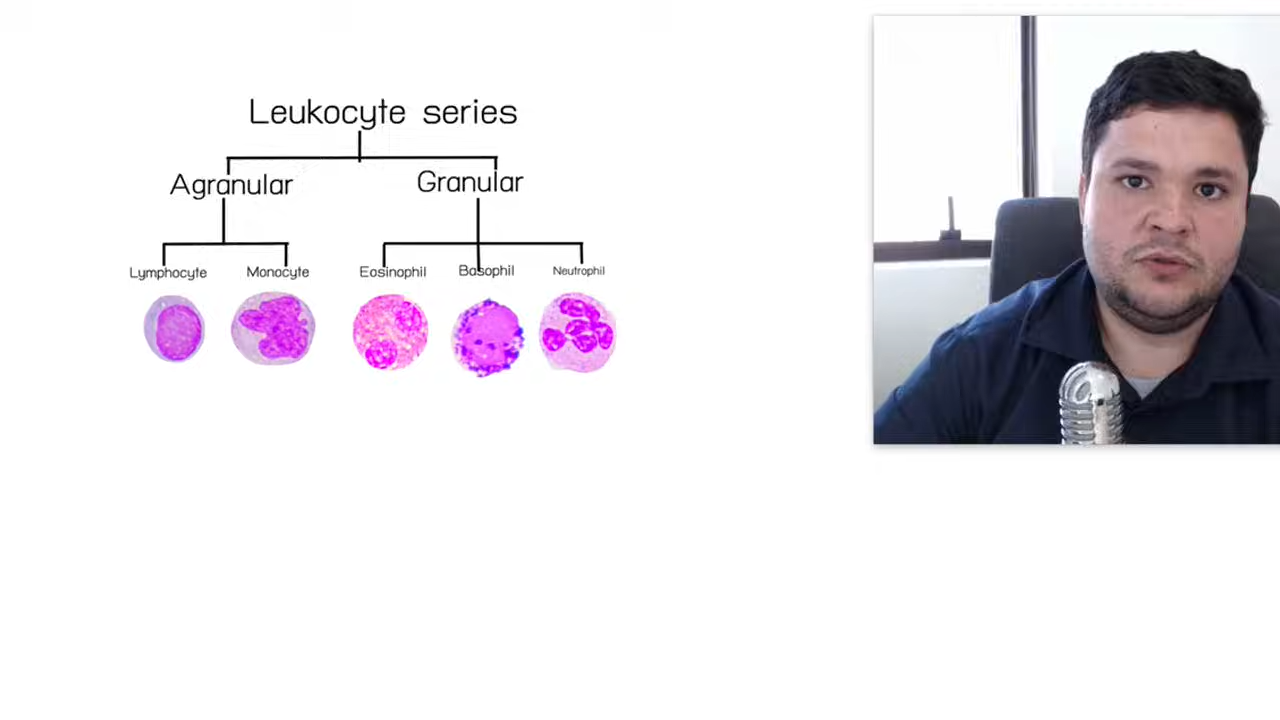 Leukocyte series
Agranular
Granular
Lymphocyte
Monocyte
Eosinophil
Basophil
Neutrophil